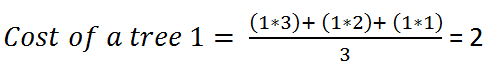 Cost of a tree 1 = (1*3)+ (1*2)+ (1*1) / 3 = 2